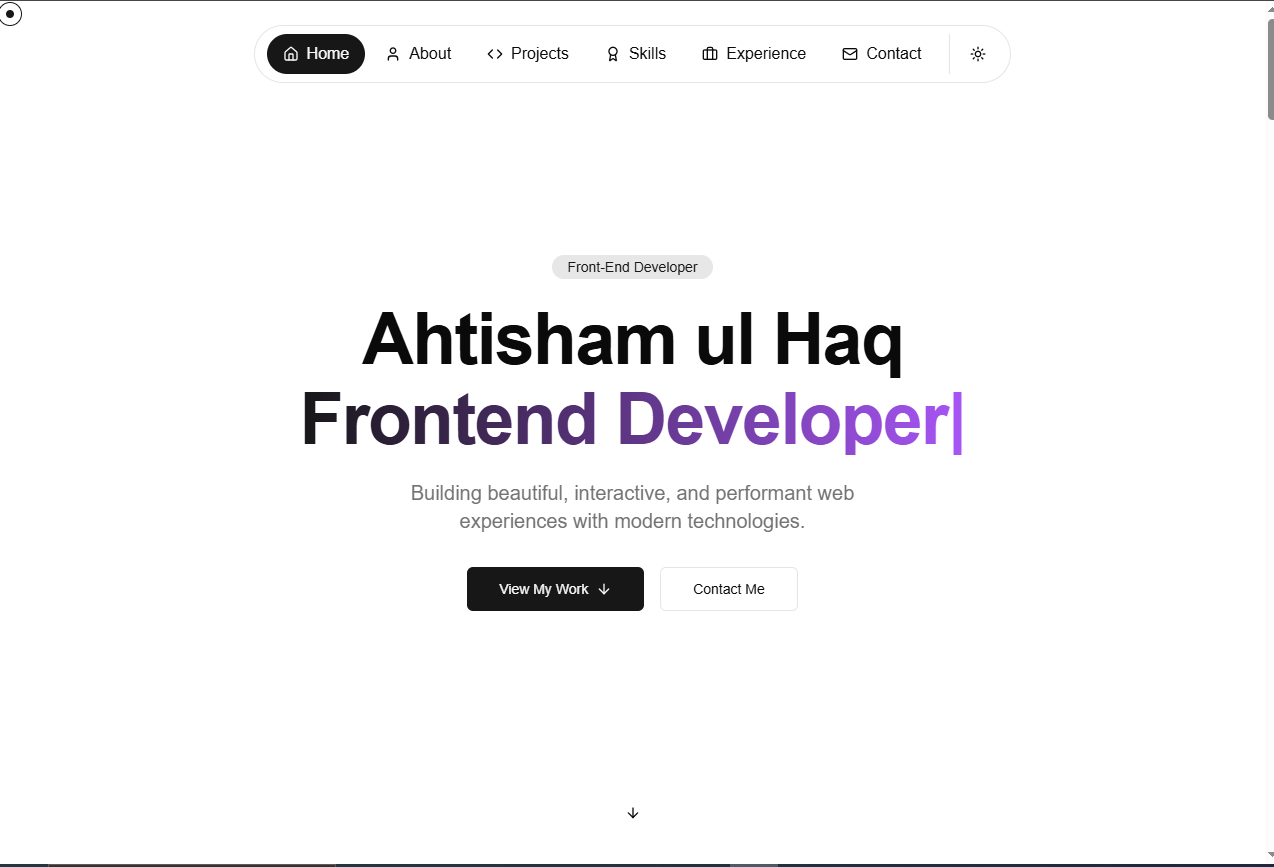 Home About Projects Skills Experience Contact
Front-End Developer
Ahtisham ul Haq
Frontend Developer|
Building beautiful, interactive, and performant web
experiences with modern technologies.
View My Work Contact Me